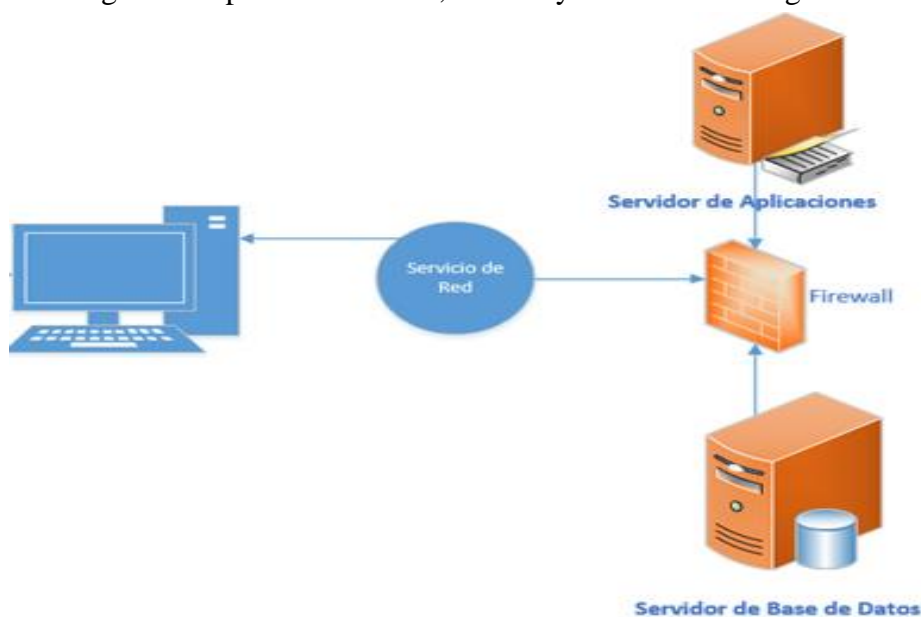 Servidor de Aplicaciones
Servicio de
Red
Firewall
Servidor de Base de Datos